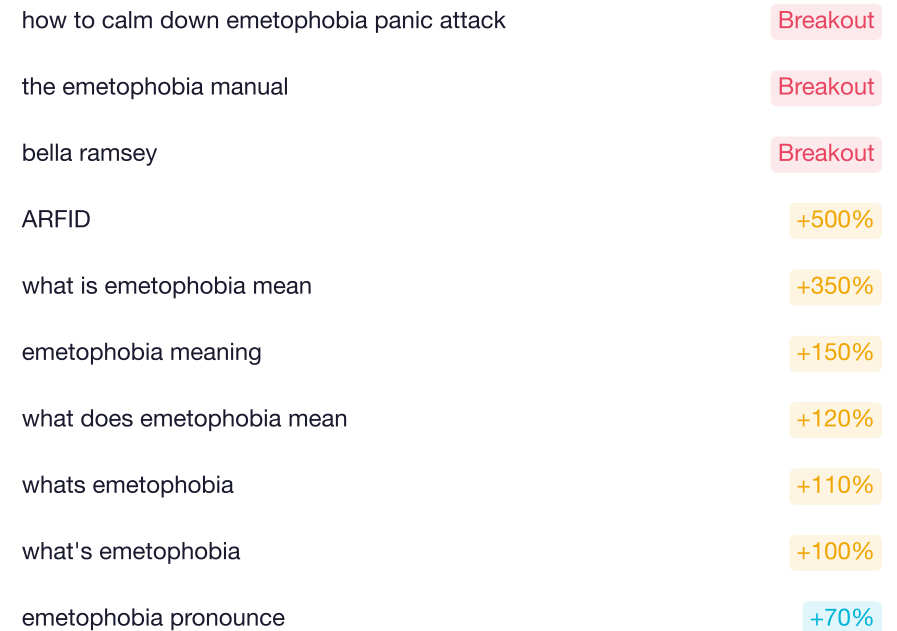 how to calm down emetophobia panic attack Breakout
the emetophobia manual Breakout
bella ramsey Breakout
ARFID +500%
what is emetophobia mean +350%
emetophobia meaning +150%
what does emetophobia mean +120%
whats emetophobia +110%
what's emetophobia +100%
emetophobia pronounce +70%